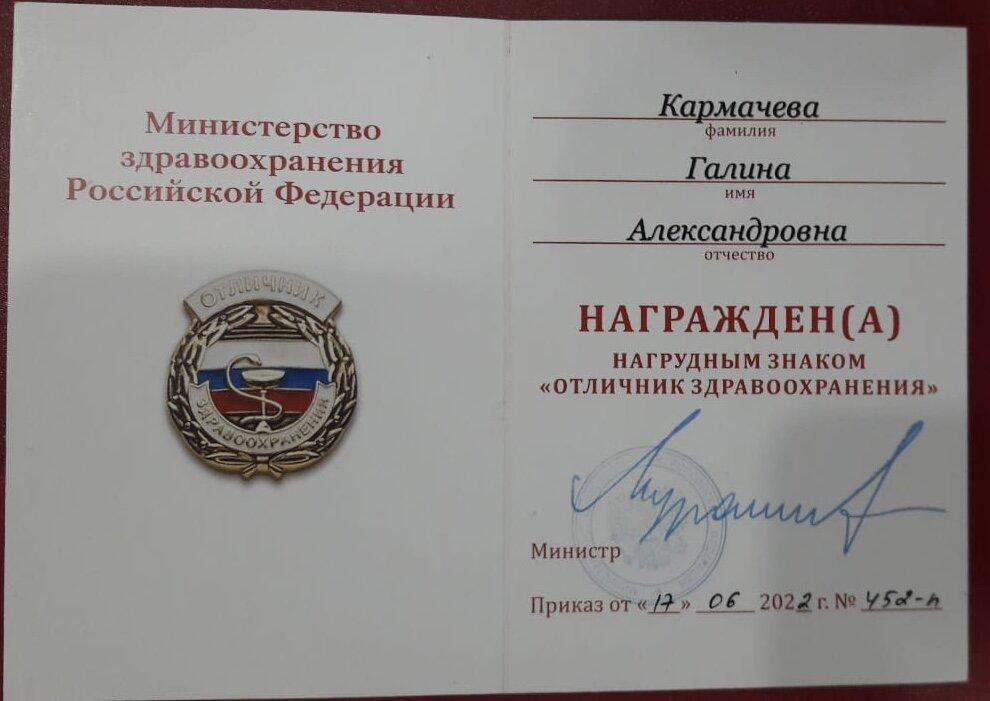 Министерство
здравоохранения
Российской Федерации
ОТЛИЧНИК
ЗДРАВООХРАНЕНИЯ
Кармачева
фамилия
Галина
имя
Александровна
отчество
НАГРАЖДЕН(А)
НАГРУДНЫМ ЗНАКОМ
«ОТЛИЧНИК ЗДРАВООХРАНЕНИЯ»
Министр
Приказ от «17» 06 2022 г. № 452-п